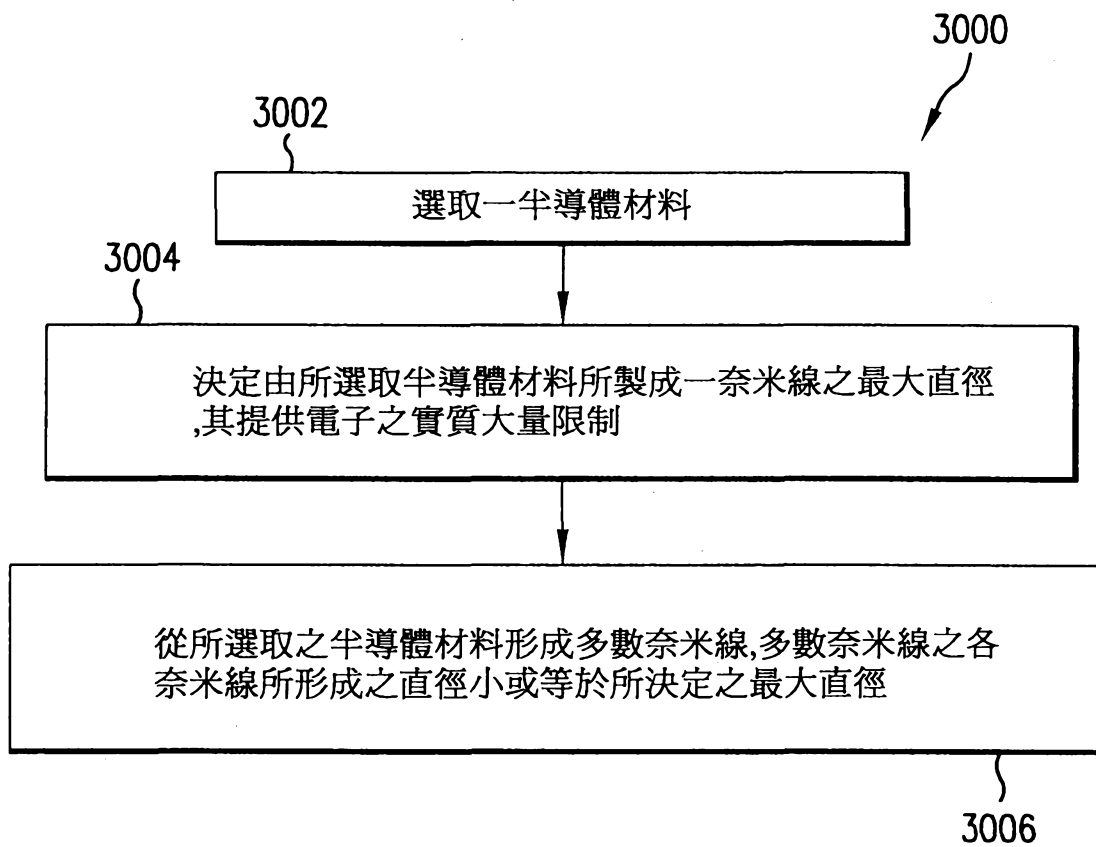 3000
3002
選取一半導體材料
3004
決定由所選取半導體材料所製成一奈米線之最大直徑
,其提供電子之實質大量限制
從所選取之半導體材料形成多數奈米線,多數奈米線之各
奈米線所形成之直徑小或等於所決定之最大直徑
3006